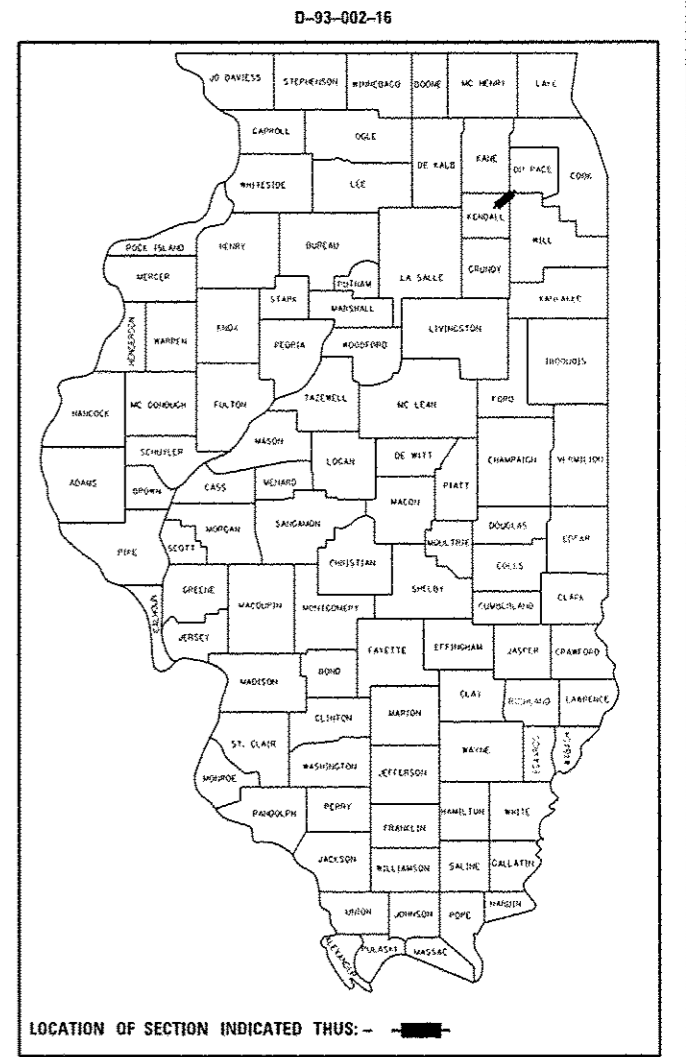 D-93-002-16
JO DAVIESS STEPHENSON WINNEBAGO BOONE MC HENRY LAKE
CARROLL OGLE KANE DU PAGE COOK
DE KALB
WHITESIDE LEE
KENDALL
ROCK ISLAND HENRY BUREAU WILL
LA SALLE GRUNDY
MERCER PUTNAM KANKAKEE
STARK MARSHALL
HENDERSON WARREN KNOX PEORIA WOODFORD LIVINGSTON IROQUOIS
HANCOCK MC DONOUGH FULTON TAZEWELL MC LEAN FORD
SCHUYLER MASON LOGAN DE WITT CHAMPAIGN VERMILION
ADAMS BROWN CASS MENARD MACON PIATT
PIKE SCOTT MORGAN SANGAMON CHRISTIAN MOULTRIE DOUGLAS EDGAR
COLES
CALHOUN GREENE MACOUPIN MONTGOMERY SHELBY CUMBERLAND CLARK
JERSEY FAYETTE EFFINGHAM JASPER CRAWFORD
MADISON BOND
CLAY RICHLAND LAWRENCE
CLINTON MARION
ST. CLAIR WAYNE EDWARDS WABASH
MONROE WASHINGTON JEFFERSON
RANDOLPH PERRY HAMILTON WHITE
FRANKLIN
JACKSON WILLIAMSON SALINE GALLATIN
UNION JOHNSON POPE HARDIN
ALEXANDER PULASKI MASSAC
LOCATION OF SECTION INDICATED THUS: -